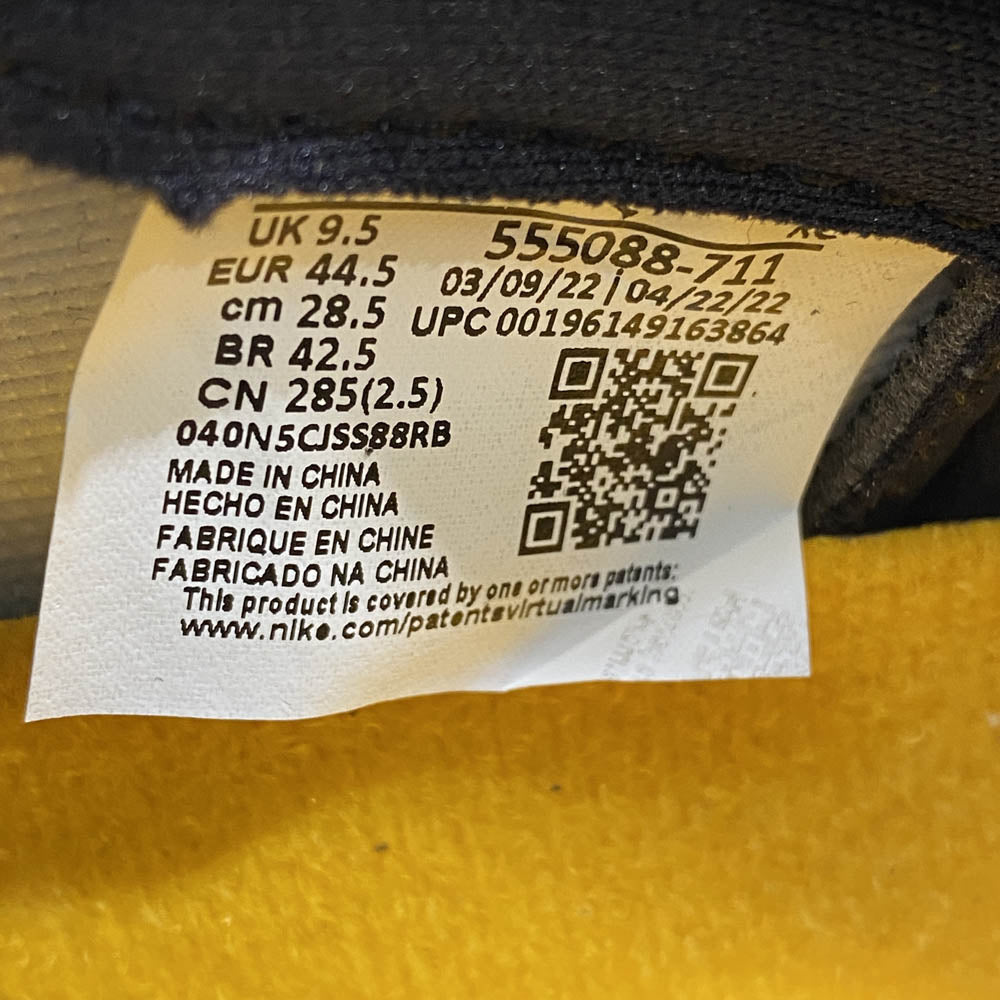 UK 9.5
EUR 44.5
cm 28.5
BR 42.5
CN 285(2.5)
040N5CJSS88RB
MADE IN CHINA
HECHO EN CHINA
FABRIQUE EN CHINE
FABRICADO NA CHINA
This product is covered by one or more patents:
www.nike.com/patentsvirtualmarking
555088-711
03/09/22 | 04/22/22
UPC 00196149163864